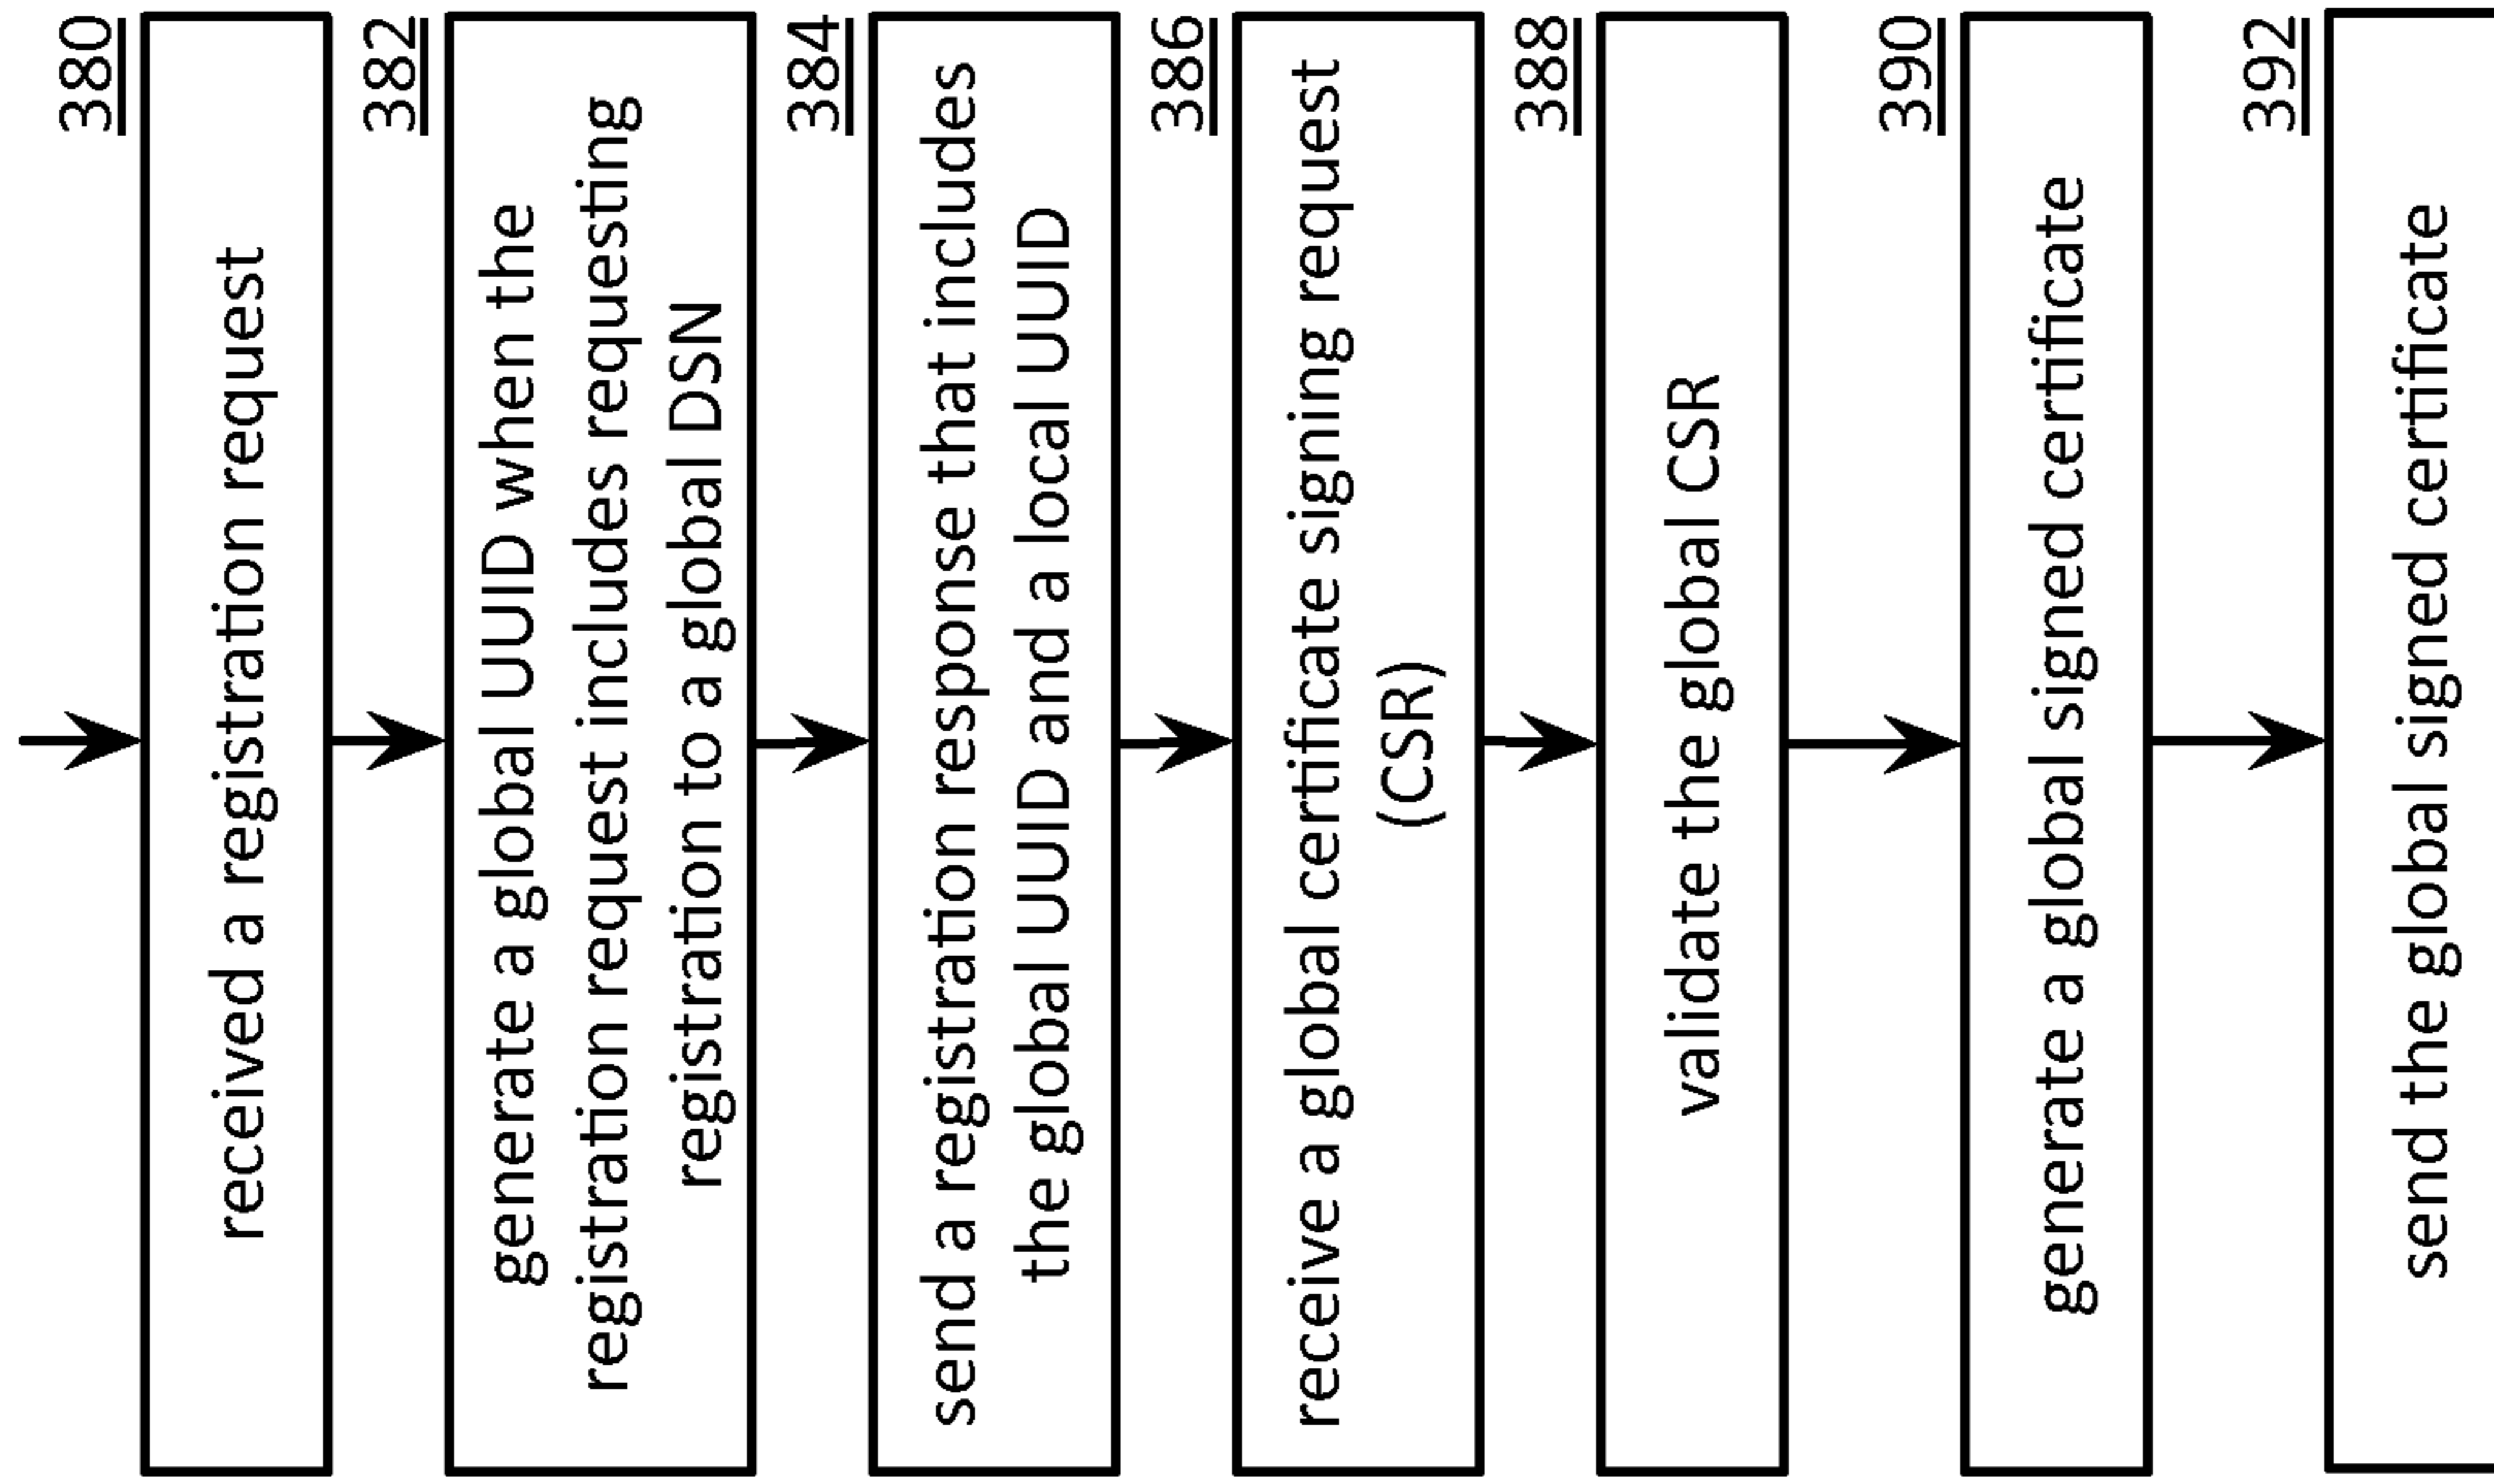 380
received a registration request
382
generate a global UUID when the
registration request includes requesting
registration to a global DSN
384
send a registration response that includes
the global UUID and a local UUID
386
receive a global certificate signing request
(CSR)
388
validate the global CSR
390
generate a global signed certificate
392
send the global signed certificate